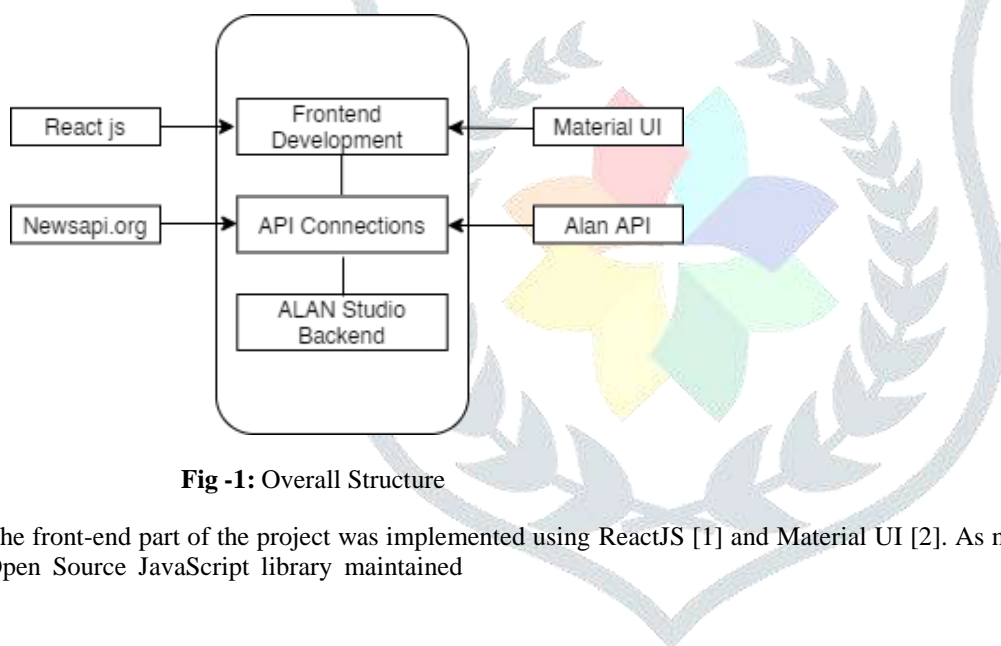 React js
Frontend
Development
Material UI
Newsapi.org
API Connections
Alan API
ALAN Studio
Backend
Fig -1: Overall Structure
he front-end part of the project was implemented using ReactJS [1] and Material UI [2]. As
pen Source JavaScript library maintained